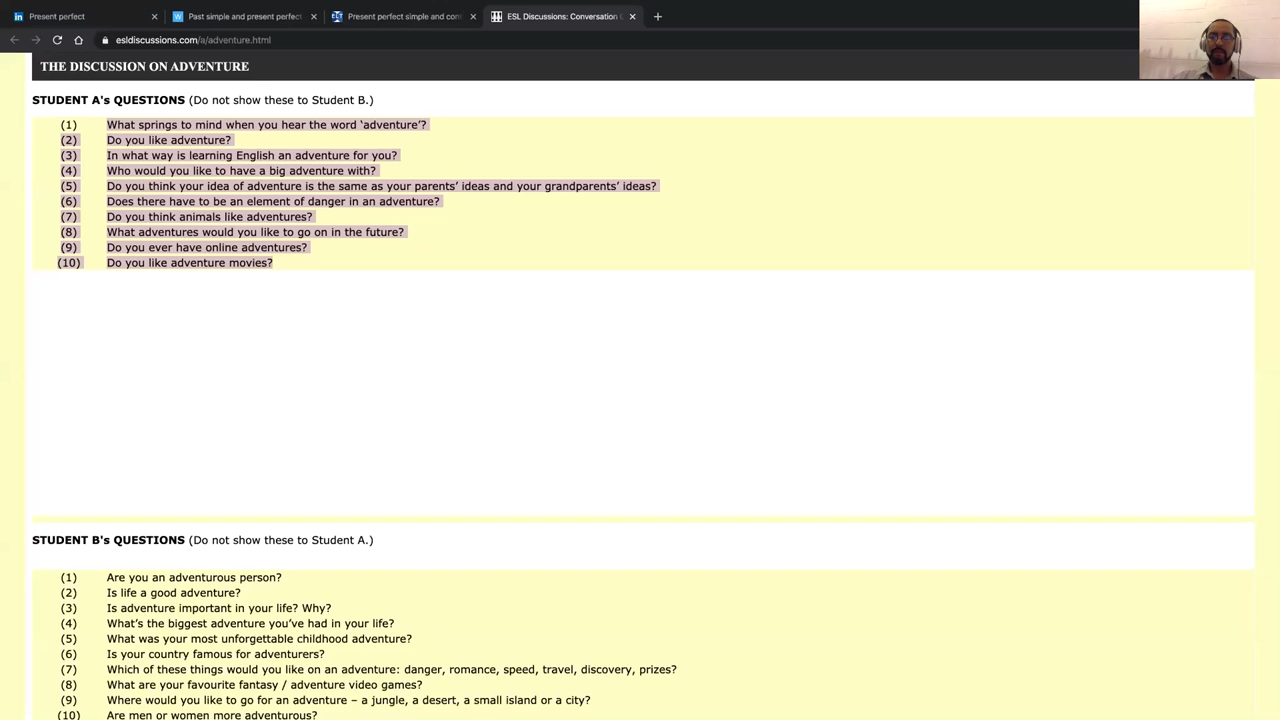 Present perfect
Past simple and present perfect
Present perfect simple and con
ESL Discussions: Conversation
esldiscussions.com/a/adventure.html
THE DISCUSSION ON ADVENTURE
STUDENT A's QUESTIONS (Do not show these to Student B.)
(1) What springs to mind when you hear the word ‘adventure’?
(2) Do you like adventure?
(3) In what way is learning English an adventure for you?
(4) Who would you like to have a big adventure with?
(5) Do you think your idea of adventure is the same as your parents’ ideas and your grandparents’ ideas?
(6) Does there have to be an element of danger in an adventure?
(7) Do you think animals like adventures?
(8) What adventures would you like to go on in the future?
(9) Do you ever have online adventures?
(10) Do you like adventure movies?
STUDENT B's QUESTIONS (Do not show these to Student A.)
(1) Are you an adventurous person?
(2) Is life a good adventure?
(3) Is adventure important in your life? Why?
(4) What’s the biggest adventure you’ve had in your life?
(5) What was your most unforgettable childhood adventure?
(6) Is your country famous for adventurers?
(7) Which of these things would you like on an adventure: danger, romance, speed, travel, discovery, prizes?
(8) What are your favourite fantasy / adventure video games?
(9) Where would you like to go for an adventure – a jungle, a desert, a small island or a city?
(10) Are men or women more adventurous?